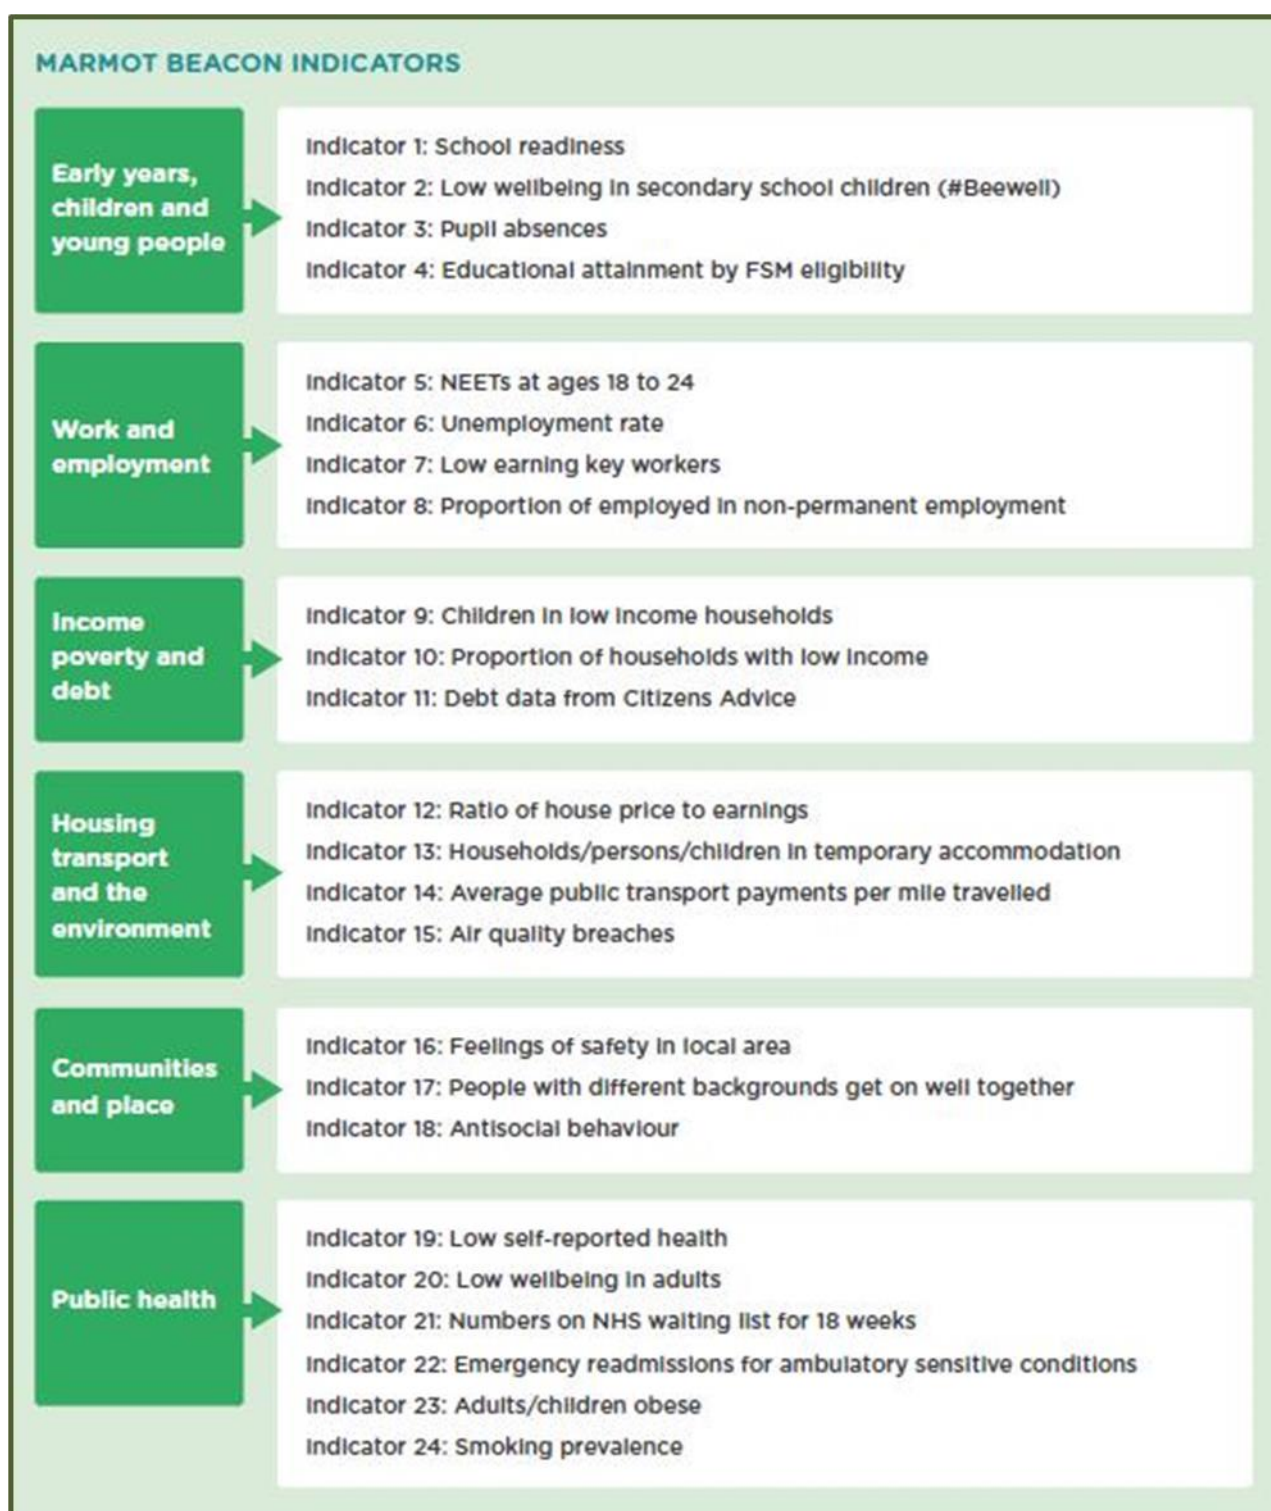 MARMOT BEACON INDICATORS
Early years,
children and
young people
Indicator 1: School readiness
Indicator 2: Low wellbeing in secondary school children (#Beewell)
Indicator 3: Pupil absences
Indicator 4: Educational attainment by FSM eligibility
Work and
employment
Indicator 5: NEETs at ages 18 to 24
Indicator 6: Unemployment rate
Indicator 7: Low earning key workers
Indicator 8: Proportion of employed in non-permanent employment
Income
poverty and
debt
Indicator 9: Children in low income households
Indicator 10: Proportion of households with low income
Indicator 11: Debt data from Citizens Advice
Housing
transport
and the
environment
Indicator 12: Ratio of house price to earnings
Indicator 13: Households/persons/children in temporary accommodation
Indicator 14: Average public transport payments per mile travelled
Indicator 15: Air quality breaches
Communities
and place
Indicator 16: Feelings of safety in local area
Indicator 17: People with different backgrounds get on well together
Indicator 18: Antisocial behaviour
Public health
Indicator 19: Low self-reported health
Indicator 20: Low wellbeing in adults
Indicator 21: Numbers on NHS waiting list for 18 weeks
Indicator 22: Emergency readmissions for ambulatory sensitive conditions
Indicator 23: Adults/children obese
Indicator 24: Smoking prevalence